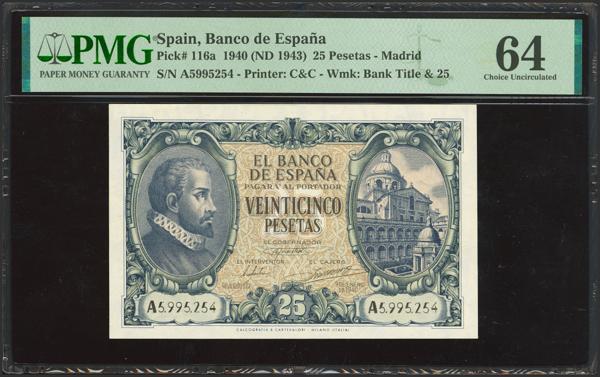 PMG
PAPER MONEY GUARANTY
Spain, Banco de España
Pick# 116a 1940 (ND 1943) 25 Pesetas - Madrid
S/N A5995254 - Printer: C&C - Wmk: Bank Title & 25
64
Choice Uncirculated
EL BANCO
DE ESPAÑA
PAGARÁ AL PORTADOR
VEINTICINCO
PESETAS
EL GOBERNADOR
EL INTERVENTOR
EL CAJERO
A5.995.254
25
A5.995.254
CALCOGRAFIA & CARTEVALORI - MILANO (ITALIA)